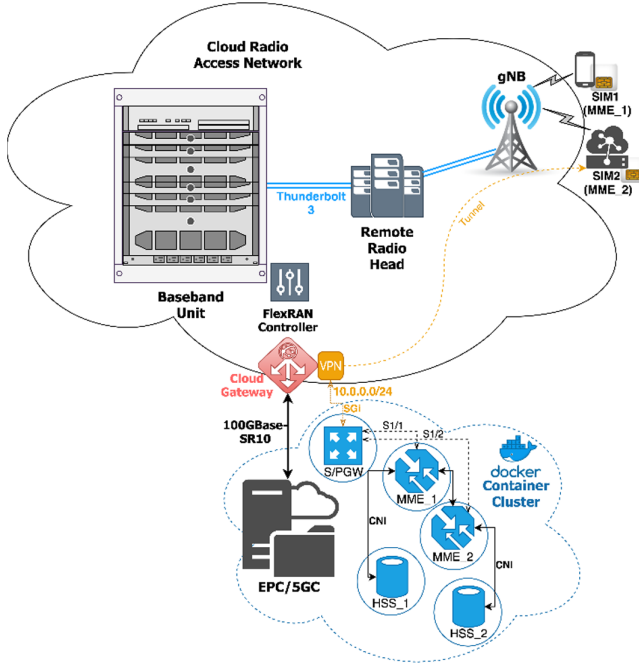 Cloud Radio
Access Network
gNB
SIM1
(MME_1)
SIM2
(MME_2)
Thunderbolt
3
Remote
Radio
Head
Tunnel
Baseband
Unit
FlexRAN
Controller
Cloud
Gateway
VPN
10.0.0.0/24
SGi
100GBase-
SR10
S1/1
S1/2
S/PGW
MME_1
MME_2
docker
Container
Cluster
CNI
CNI
HSS_1
HSS_2
EPC/5GC